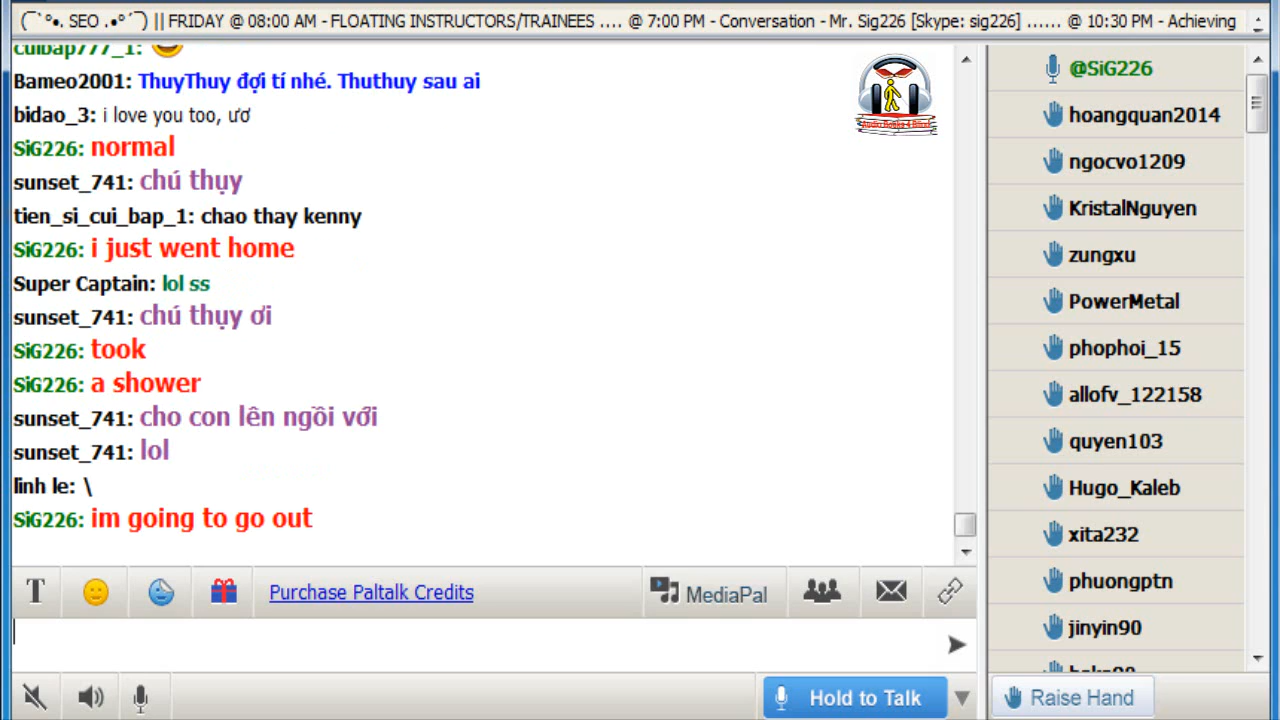 (¯`°•. SEO .•°´¯) || FRIDAY @ 08:00 AM - FLOATING INSTRUCTORS/TRAINEES .... @ 7:00 PM - Conversation - Mr. Sig226 [Skype: sig226] ...... @ 10:30 PM - Achieving
cuibap777_1:
Bameo2001: ThuyThuy đợi tí nhé. Thuthuy sau ai
bidao_3: i love you too, ươ
SiG226: normal
sunset_741: chú thụy
tien_si_cui_bap_1: chao thay kenny
SiG226: i just went home
Super Captain: lol ss
sunset_741: chú thụy ơi
SiG226: took
SiG226: a shower
sunset_741: cho con lên ngồi với
sunset_741: lol
linh le: \
SiG226: im going to go out
T
Purchase Paltalk Credits
MediaPal
Hold to Talk
@SiG226
hoangquan2014
ngocvo1209
KristalNguyen
zungxu
PowerMetal
phophoi_15
allofv_122158
quyen103
Hugo_Kaleb
xita232
phuongptn
jinyin90
Raise Hand